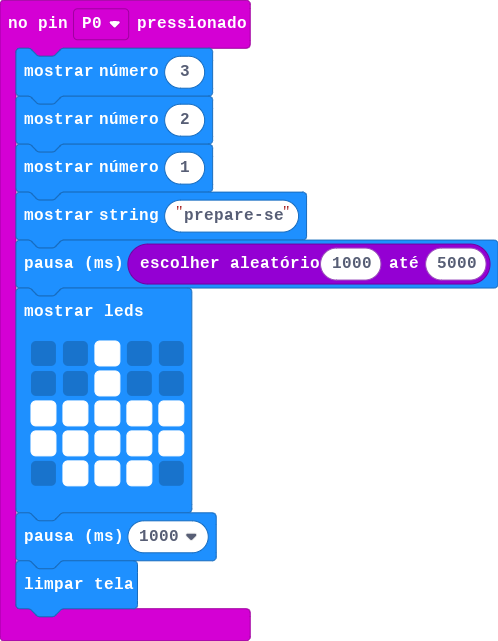 no pin P0 pressionado
mostrar número 3
mostrar número 2
mostrar número 1
mostrar string "prepare-se"
pausa (ms) escolher aleatório 1000 até 5000
mostrar leds
pausa (ms) 1000
limpar tela